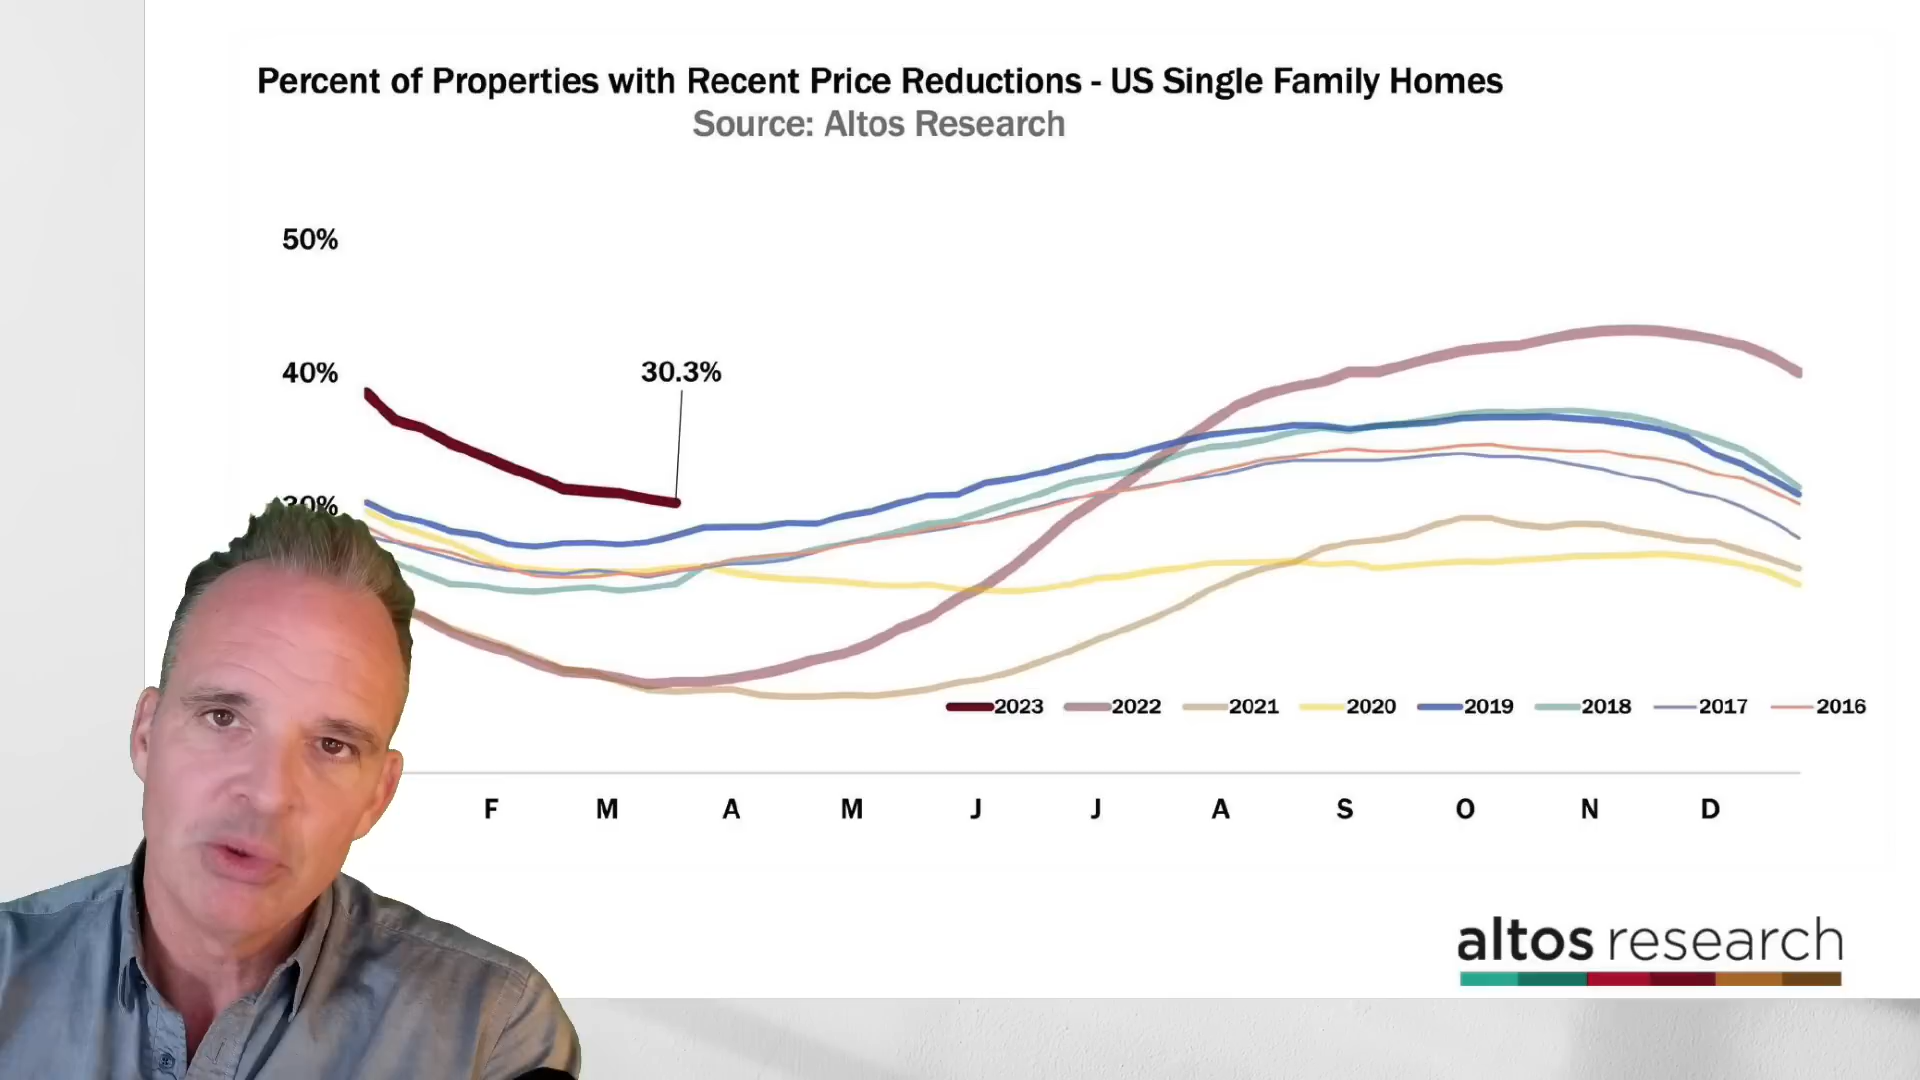 Percent of Properties with Recent Price Reductions - US Single Family Homes
Source: Altos Research
50%
40%
30.3%
30%
2023 2022 2021 2020 2019 2018 2017 2016
F M A M J J A S O N D
altos research